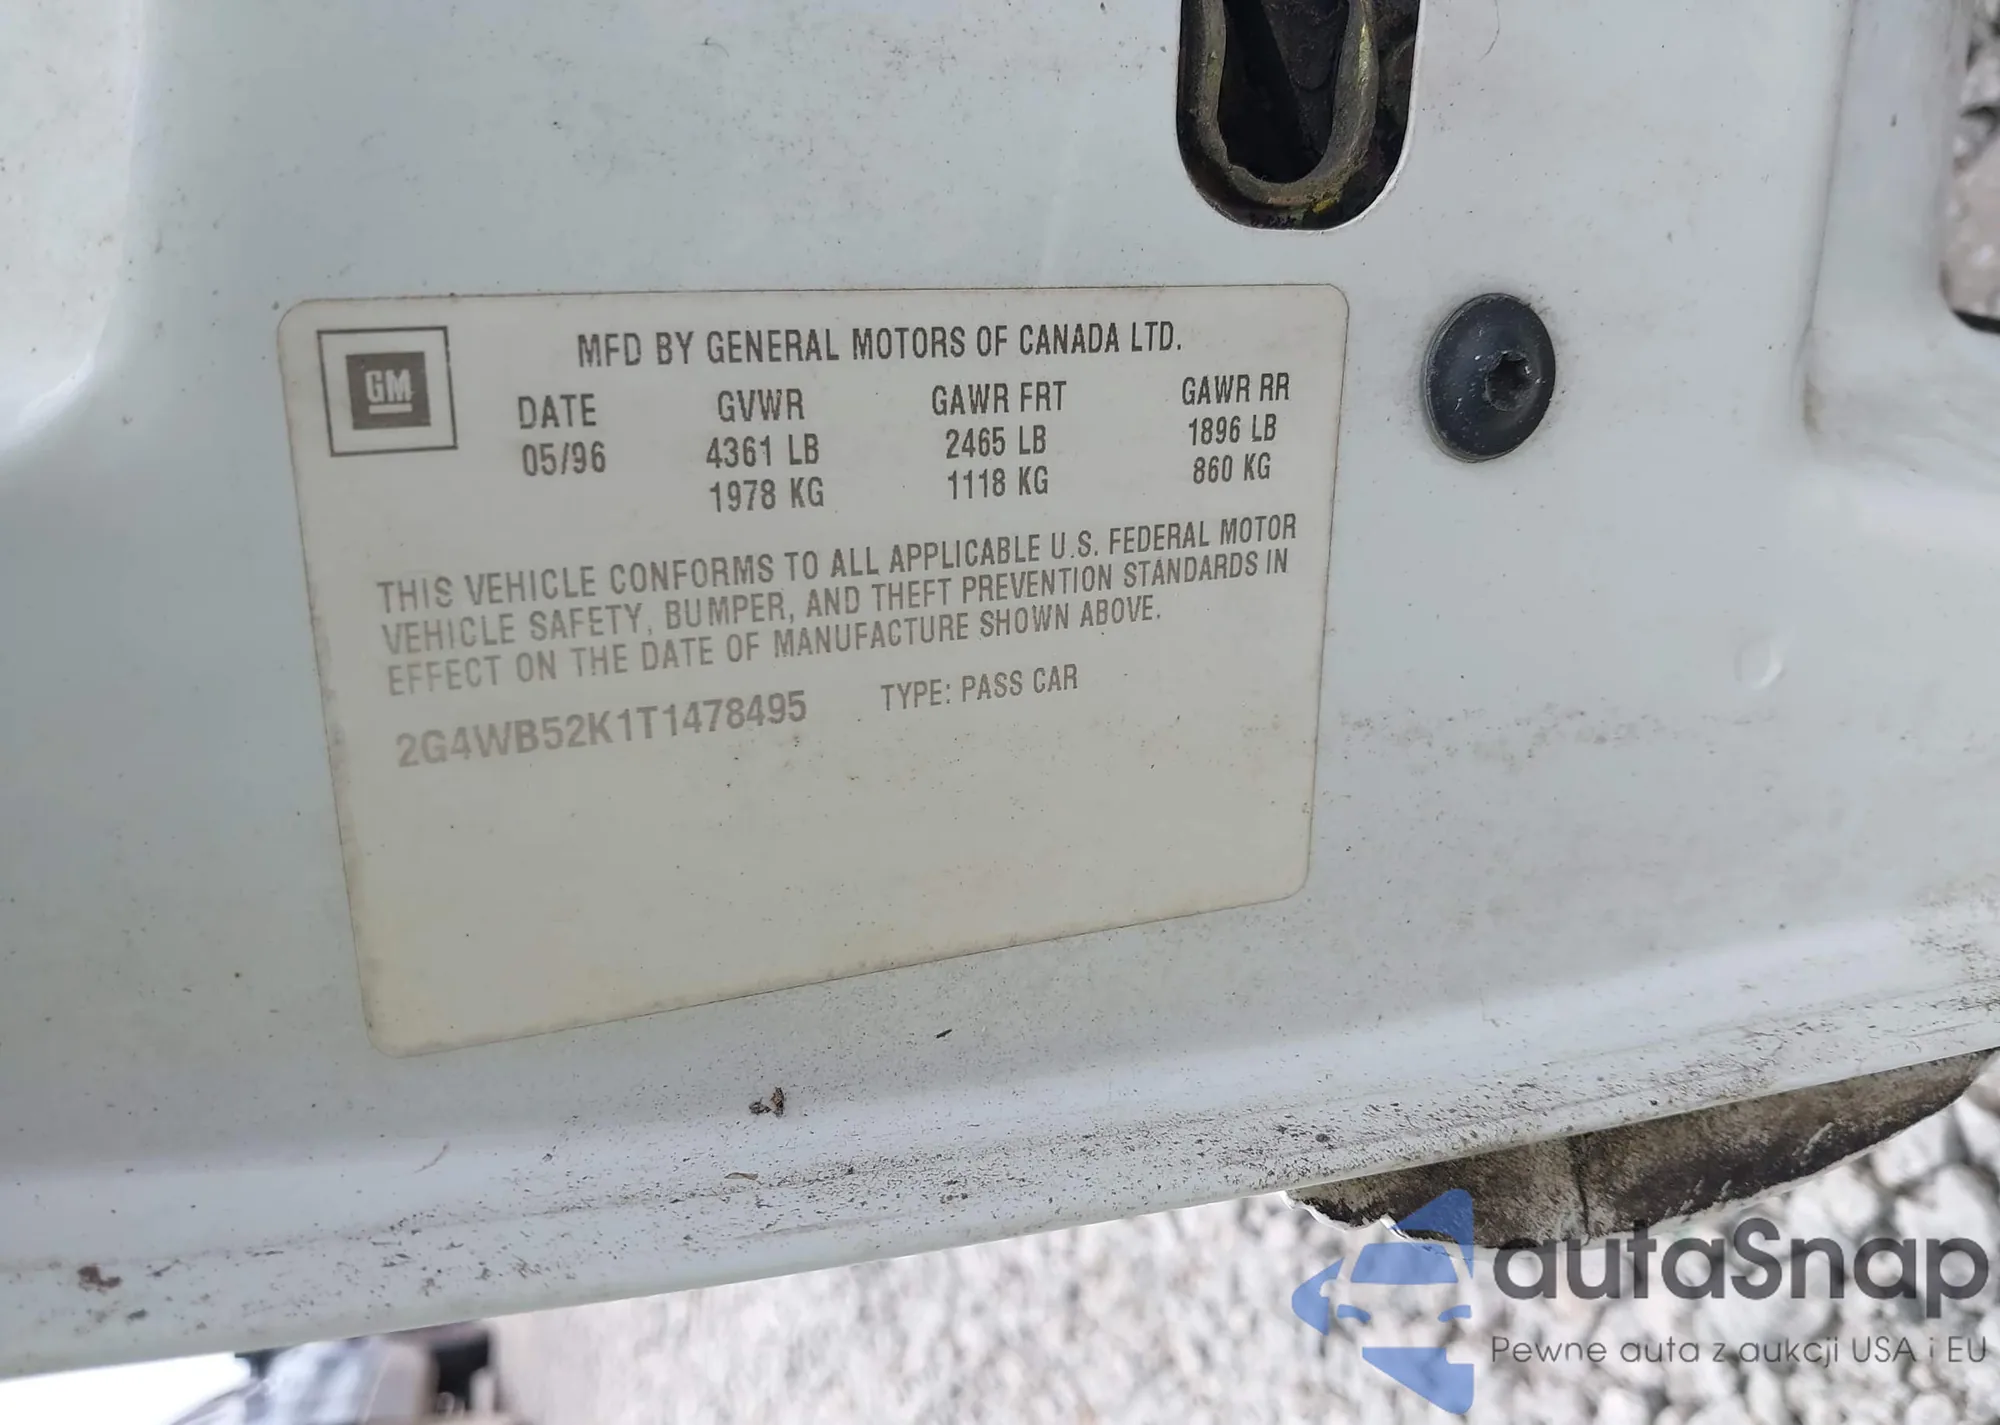 GM
MFD BY GENERAL MOTORS OF CANADA LTD.
DATE GVWR GAWR FRT GAWR RR
05/96 4361 LB 2465 LB 1896 LB
1978 KG 1118 KG 860 KG
THIS VEHICLE CONFORMS TO ALL APPLICABLE U.S. FEDERAL MOTOR
VEHICLE SAFETY, BUMPER, AND THEFT PREVENTION STANDARDS IN
EFFECT ON THE DATE OF MANUFACTURE SHOWN ABOVE.
2G4WB52K1T1478495 TYPE: PASS CAR
autaSnap
Pewne auta z aukcji USA i EU